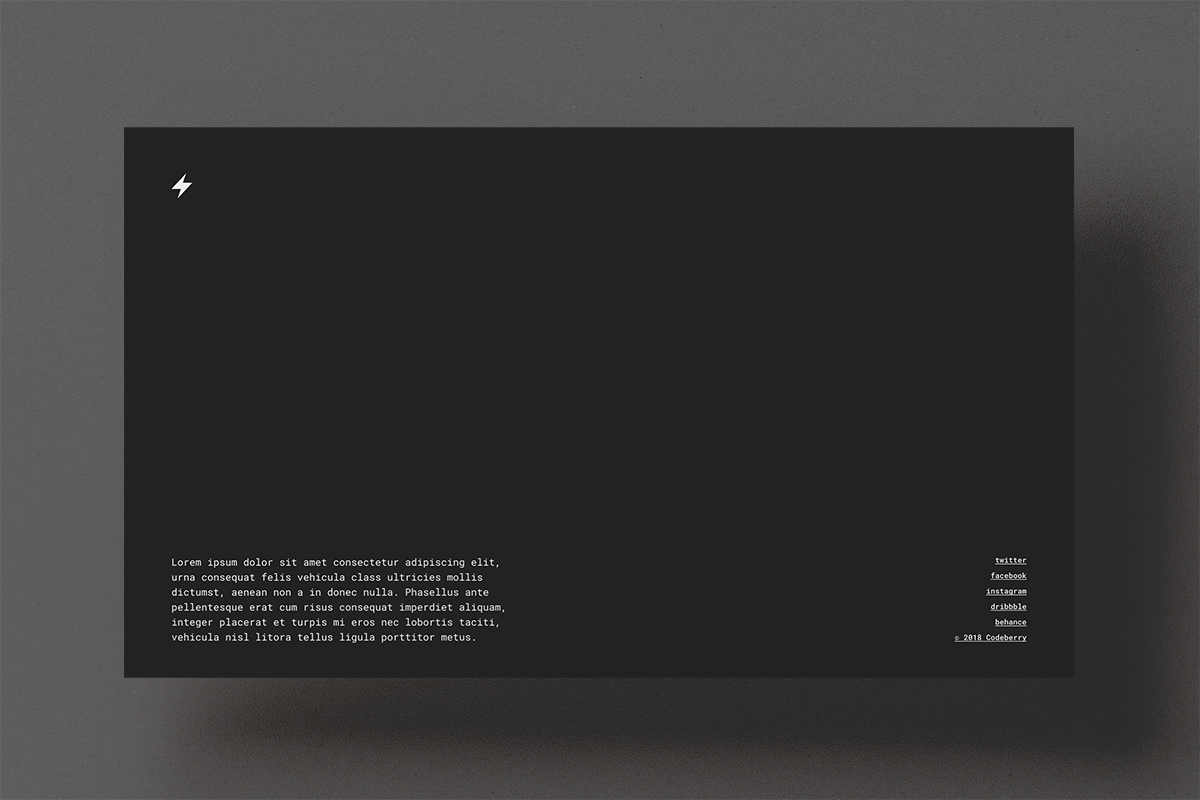 Lorem ipsum dolor sit amet consectetur adipiscing elit,
urna consequat felis vehicula class ultricies mollis
dictumst, aenean non a in donec nulla. Phasellus ante
pellentesque erat cum risus consequat imperdiet aliquam,
integer placerat et turpis mi eros nec lobortis taciti,
vehicula nisl litora tellus ligula porttitor metus.
twitter
facebook
instagram
dribbble
behance
© 2018 Codeberry